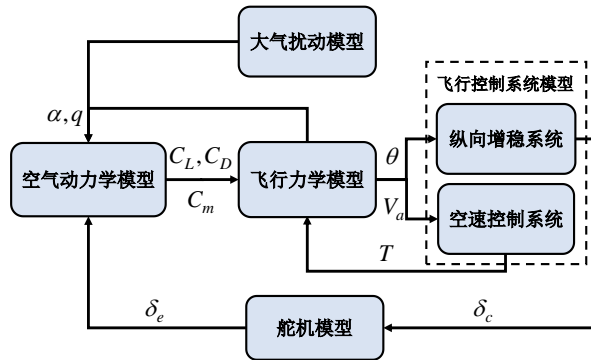 大气扰动模型
飞行控制系统模型
α,q
纵向增稳系统
C_L,C_D
θ
空气动力学模型
飞行力学模型
C_m
V_a
空速控制系统
T
δ_e
舵机模型
δ_c